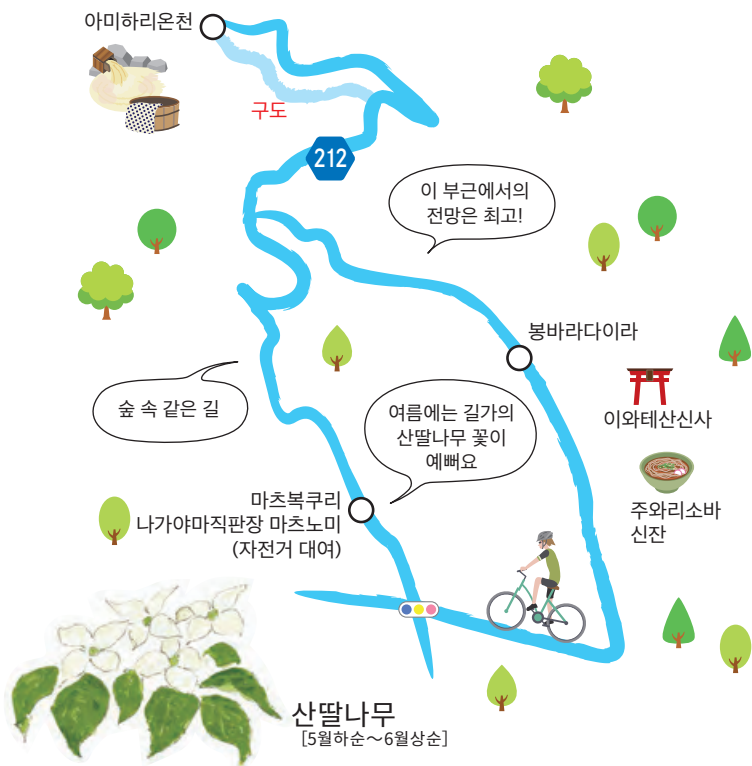 아미하리온천
구도
212
이 부근에서의
전망은 최고!
봉바라다이라
숲 속 같은 길
여름에는 길가의
산딸나무 꽃이
예뻐요
이와테산신사
주와리소바
신잔
마츠복쿠리
나가야마직판장 마츠노미
(자전거 대여)
산딸나무
[5월하순～6월상순]